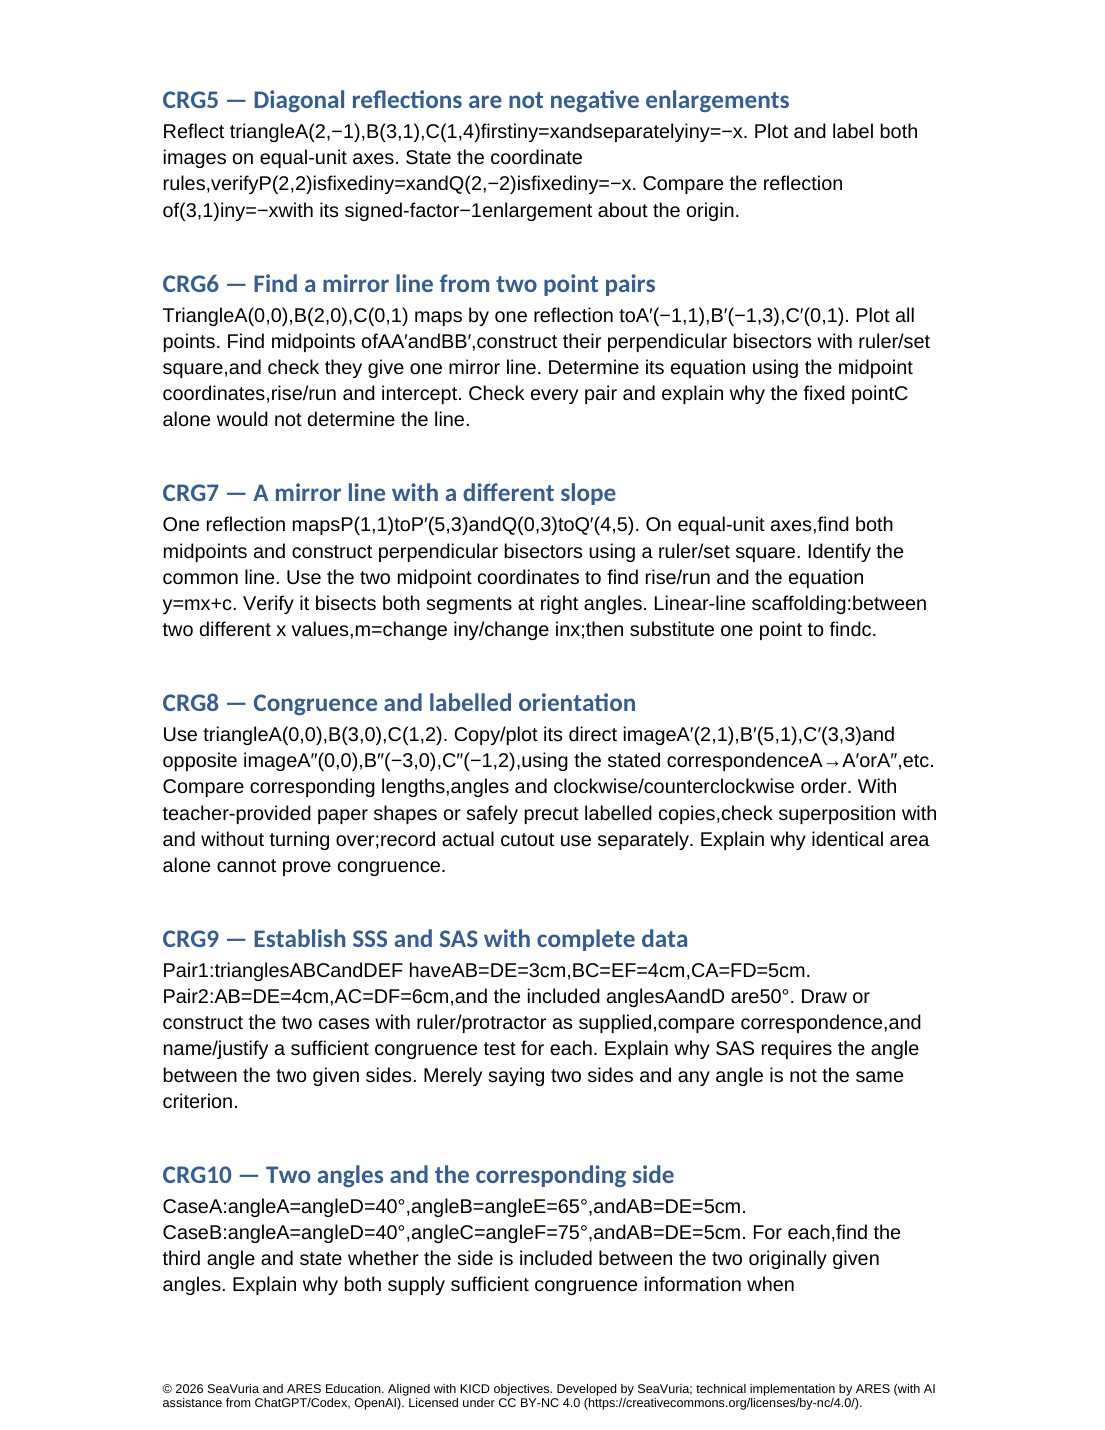 CRG5 — Diagonal reflections are not negative enlargements
Reflect triangleA(2,−1),B(3,1),C(1,4)firstiny=xandseparatelyiny=−x. Plot and label both
images on equal-unit axes. State the coordinate
rules,verifyP(2,2)isfixediny=xandQ(2,−2)isfixediny=−x. Compare the reflection
of(3,1)iny=−xwith its signed-factor−1enlargement about the origin.
CRG6 — Find a mirror line from two point pairs
TriangleA(0,0),B(2,0),C(0,1) maps by one reflection toA′(−1,1),B′(−1,3),C′(0,1). Plot all
points. Find midpoints ofAA′andBB′,construct their perpendicular bisectors with ruler/set
square,and check they give one mirror line. Determine its equation using the midpoint
coordinates,rise/run and intercept. Check every pair and explain why the fixed pointC
alone would not determine the line.
CRG7 — A mirror line with a different slope
One reflection mapsP(1,1)toP′(5,3)andQ(0,3)toQ′(4,5). On equal-unit axes,find both
midpoints and construct perpendicular bisectors using a ruler/set square. Identify the
common line. Use the two midpoint coordinates to find rise/run and the equation
y=mx+c. Verify it bisects both segments at right angles. Linear-line scaffolding:between
two different x values,m=change iny/change inx;then substitute one point to findc.
CRG8 — Congruence and labelled orientation
Use triangleA(0,0),B(3,0),C(1,2). Copy/plot its direct imageA′(2,1),B′(5,1),C′(3,3)and
opposite imageA″(0,0),B″(−3,0),C″(−1,2),using the stated correspondenceA→A′orA″,etc.
Compare corresponding lengths,angles and clockwise/counterclockwise order. With
teacher-provided paper shapes or safely precut labelled copies,check superposition with
and without turning over;record actual cutout use separately. Explain why identical area
alone cannot prove congruence.
CRG9 — Establish SSS and SAS with complete data
Pair1:trianglesABCandDEF haveAB=DE=3cm,BC=EF=4cm,CA=FD=5cm.
Pair2:AB=DE=4cm,AC=DF=6cm,and the included anglesAandD are50°. Draw or
construct the two cases with ruler/protractor as supplied,compare correspondence,and
name/justify a sufficient congruence test for each. Explain why SAS requires the angle
between the two given sides. Merely saying two sides and any angle is not the same
criterion.
CRG10 — Two angles and the corresponding side
CaseA:angleA=angleD=40°,angleB=angleE=65°,andAB=DE=5cm.
CaseB:angleA=angleD=40°,angleC=angleF=75°,andAB=DE=5cm. For each,find the
third angle and state whether the side is included between the two originally given
angles. Explain why both supply sufficient congruence information when
© 2026 SeaVuria and ARES Education. Aligned with KICD objectives. Developed by SeaVuria; technical implementation by ARES (with AI
assistance from ChatGPT/Codex, OpenAI). Licensed under CC BY-NC 4.0 (https://creativecommons.org/licenses/by-nc/4.0/).